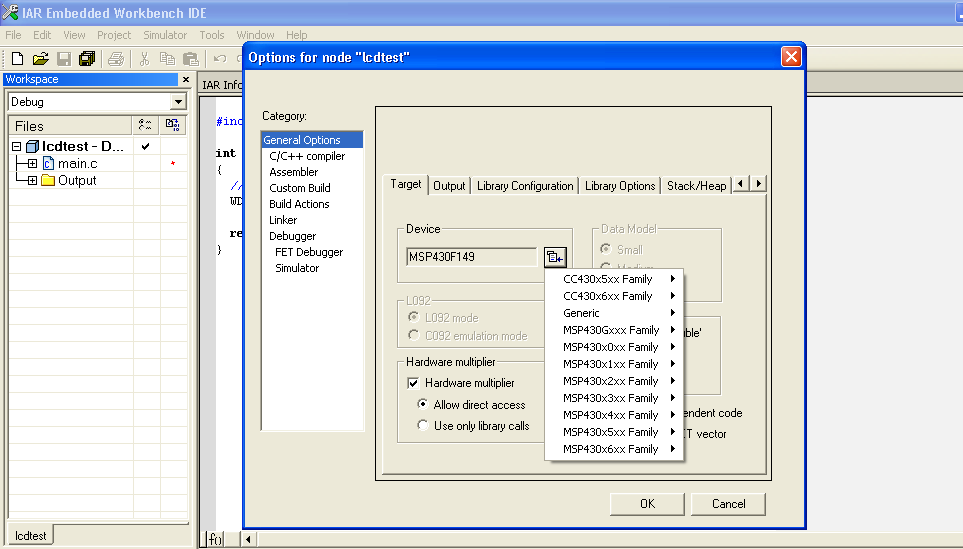 IAR Embedded Workbench IDE
File Edit View Project Simulator Tools Window Help
Workspace
Debug
Files
lcdtest - D...
main.c
Output
lcdtest
IAR Info
#inc
int
{
//
WD
re
}
f()
Options for node "lcdtest"
Category:
General Options
C/C++ compiler
Assembler
Custom Build
Build Actions
Linker
Debugger
FET Debugger
Simulator
Target Output Library Configuration Library Options Stack/Heap
Device
MSP430F149
Data Model
Small
L092
L092 mode
C092 emulation mode
Hardware multiplier
Hardware multiplier
Allow direct access
Use only library calls
CC430x5xx Family
CC430x6xx Family
Generic
MSP430Gxxx Family
MSP430x0xx Family
MSP430x1xx Family
MSP430x2xx Family
MSP430x3xx Family
MSP430x4xx Family
MSP430x5xx Family
MSP430x6xx Family
ble'
endent code
T vector
OK Cancel